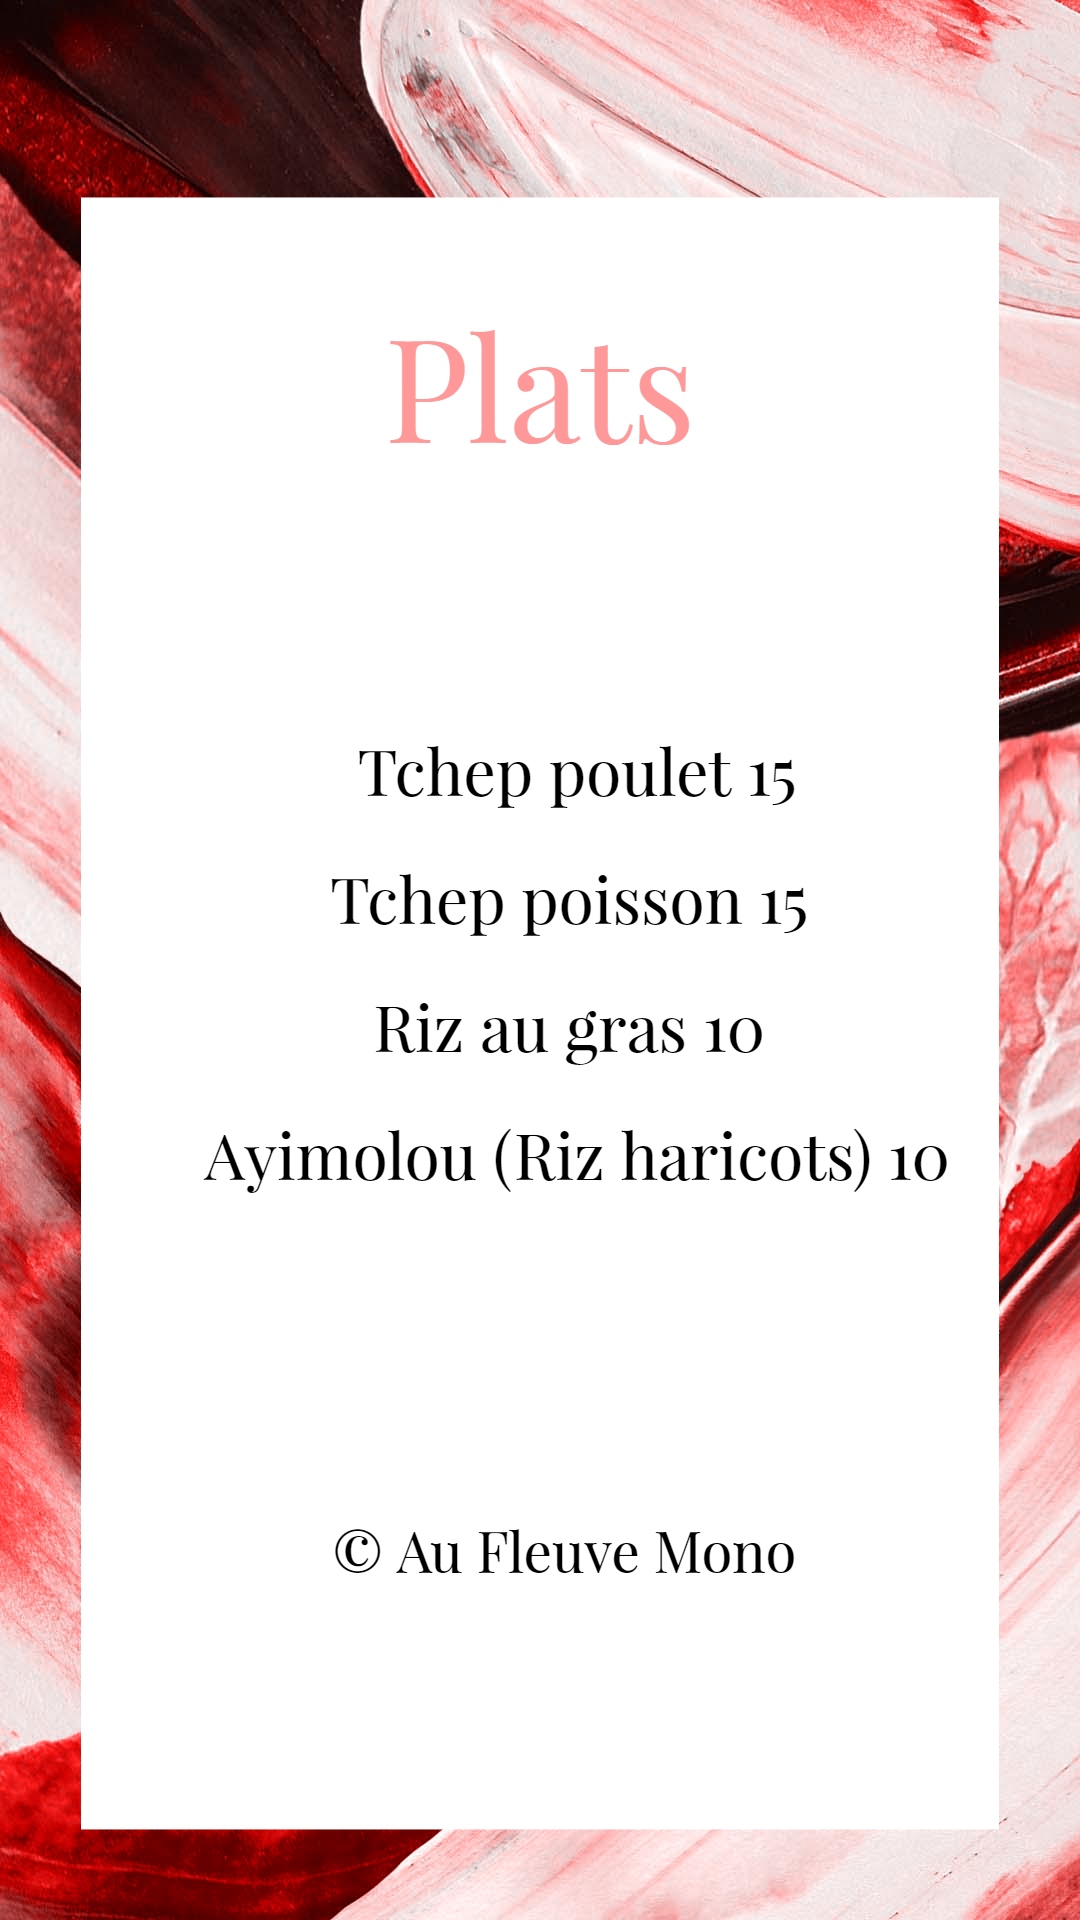 Plats
Tchep poulet 15
Tchep poisson 15
Riz au gras 10
Ayimolou (Riz haricots) 10
© Au Fleuve Mono